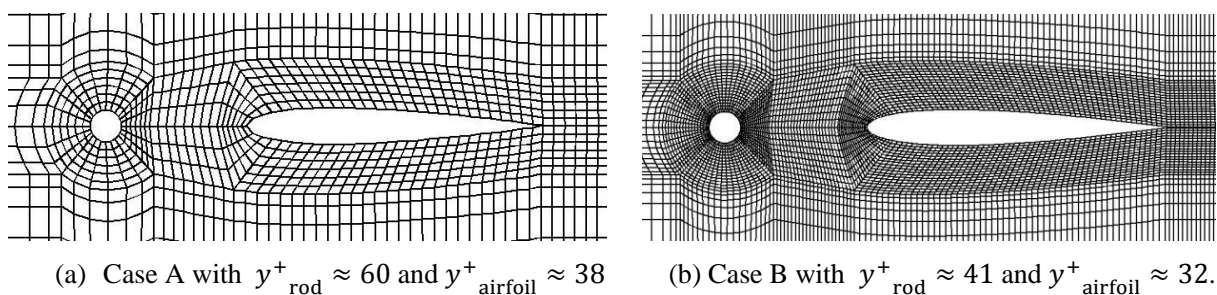 (a) Case A with y⁺rod ≈ 60 and y⁺airfoil ≈ 38
(b) Case B with y⁺rod ≈ 41 and y⁺airfoil ≈ 32.